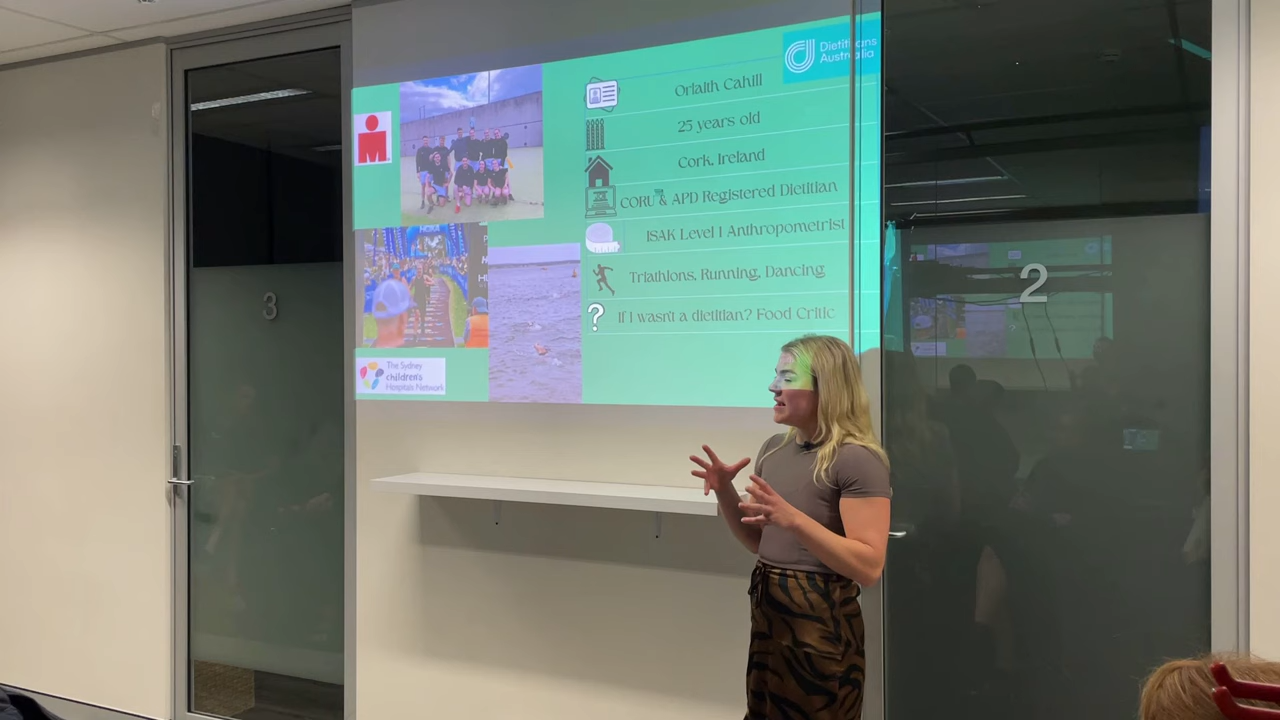 Dietitians
Australia
Orlaith Cahill
25 years old
Cork, Ireland
CORU & APD Registered Dietitian
ISAK Level 1 Anthropometrist
Triathlons, Running, Dancing
If I wasn't a dietitian? Food Critic
HOKA
The Sydney
children's
Hospitals Network
3
2